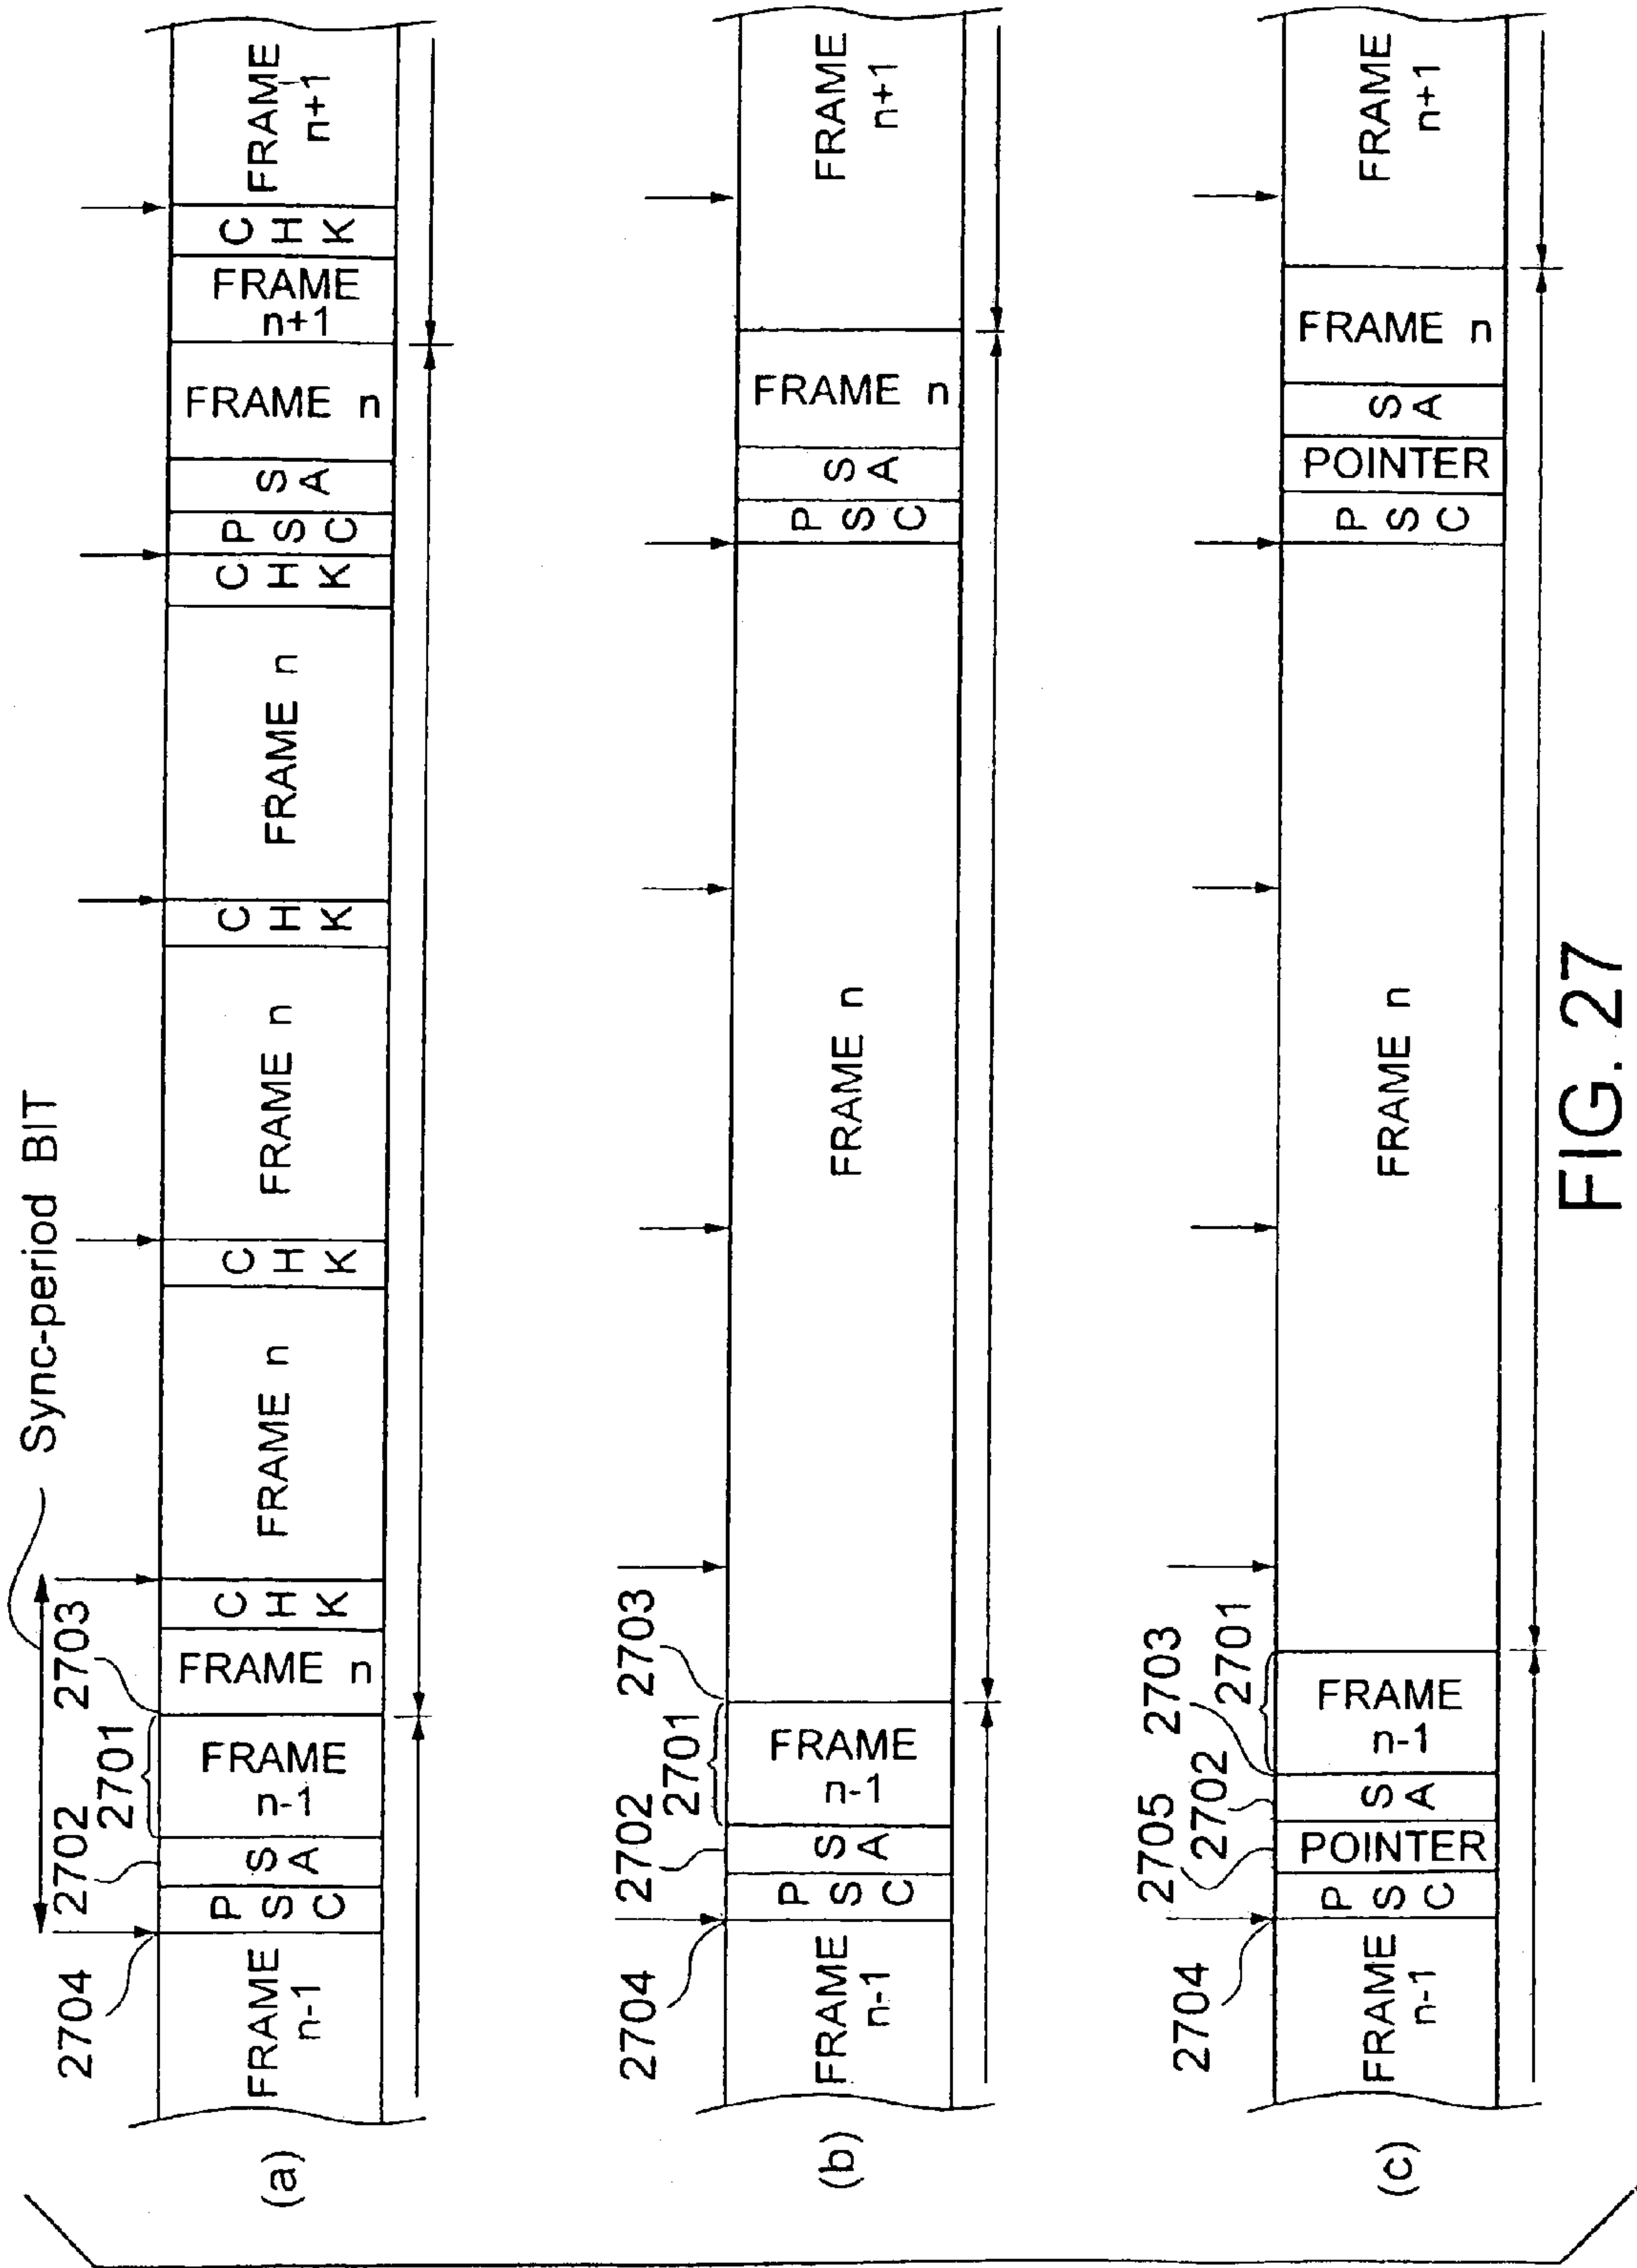 Sync-period BIT
2704
2702
2701
2703
(a)
FRAME
n-1
PSC
SA
FRAME
n-1
FRAME n
CHK
FRAME n
CHK
FRAME n
CHK
FRAME n
CHK
PSC
SA
FRAME n
FRAME
n+1
CHK
FRAME
n+1
2704
2702
2701
2703
(b)
FRAME
n-1
PSC
SA
FRAME
n-1
FRAME n
PSC
SA
FRAME n
FRAME
n+1
2704
2705
2702
2703
2701
(c)
FRAME
n-1
PSC
POINTER
SA
FRAME
n-1
FRAME n
PSC
POINTER
SA
FRAME n
FRAME
n+1
FIG. 27